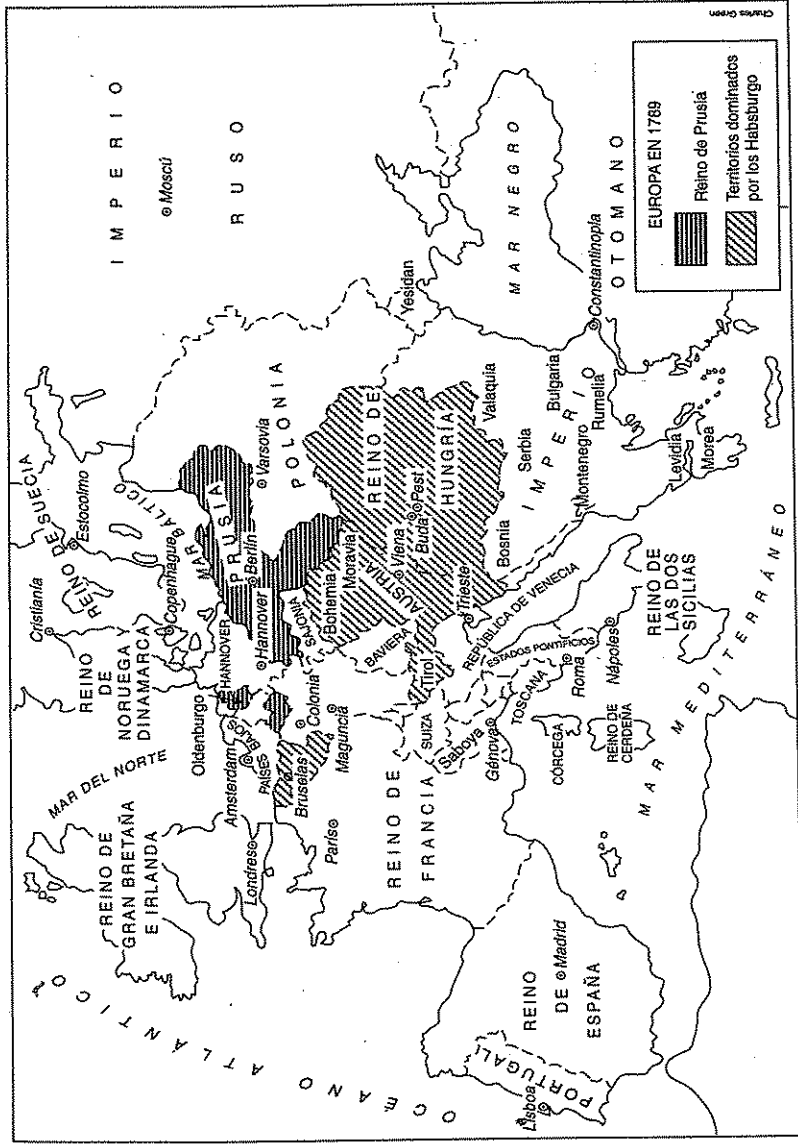 Charles Green
EUROPA EN 1789
Reino de Prusia
Territorios dominados
por los Habsburgo
IMPERIO
RUSO
Moscú
MAR NEGRO
Constantinopla
IMPERIO
OTOMANO
Yesidan
Valaquia
Bulgaria
Rumelia
Serbia
Montenegro
Bosnia
Levidia
Morea
POLONIA
Varsovia
REINO DE
HUNGRÍA
PRUSIA
Berlín
Buda
Pest
Viena
AUSTRIA
Moravia
Bohemia
SAJONIA
BAVIERA
Tirol
Trieste
REPÚBLICA DE VENECIA
ESTADOS PONTIFICIOS
TOSCANA
Roma
Nápoles
REINO DE
LAS DOS
SICILIAS
MAR MEDITERRÁNEO
CÓRCEGA
REINO DE
CERDEÑA
Génova
Saboya
SUIZA
REINO DE
FRANCIA
París
Maguncia
Colonia
Bruselas
PAÍSES
BAJOS
Amsterdam
Oldenburgo
HANNOVER
Hannover
MAR BÁLTICO
Copenhague
Estocolmo
REINO DE SUECIA
Cristianía
REINO
DE
NORUEGA Y
DINAMARCA
MAR DEL NORTE
REINO DE
GRAN BRETAÑA
E IRLANDA
Londres
OCEANO ATLÁNTICO
REINO
DE
ESPAÑA
Madrid
PORTUGAL
Lisboa